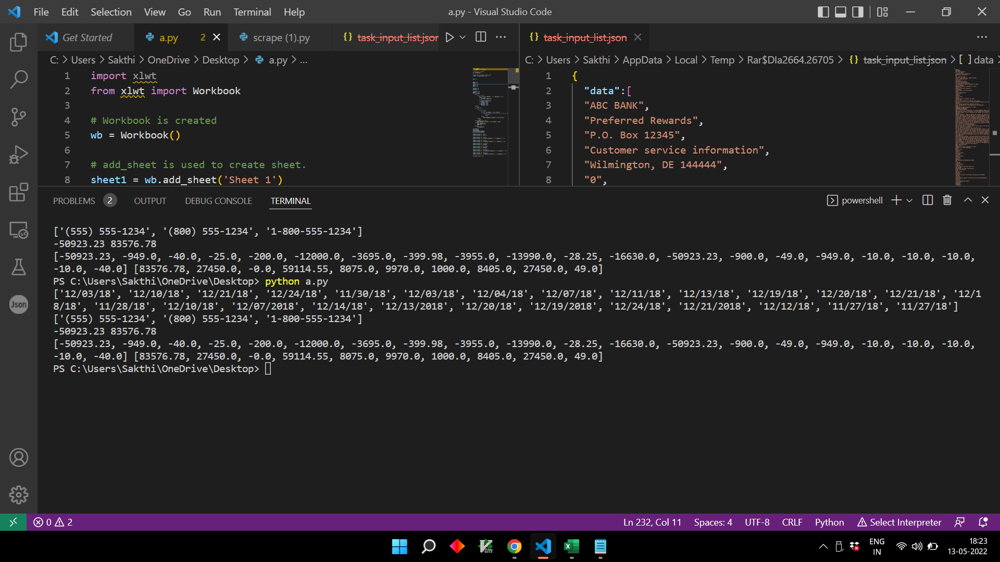 File Edit Selection View Go Run Terminal Help
a.py - Visual Studio Code
Get Started
a.py 2
scrape (1).py
task_input_list.jsor
task_input_list.json
C: > Users > Sakthi > OneDrive > Desktop > a.py > ...
1 import xlwt
2 from xlwt import Workbook
3
4 # Workbook is created
5 wb = Workbook()
6
7 # add_sheet is used to create sheet.
8 sheet1 = wb.add_sheet('Sheet 1')
C: > Users > Sakthi > AppData > Local > Temp > Rar$DIa2664.26705 > {} task_input_list.json > [ ] data >
1 {
2 "data":[
3 "ABC BANK",
4 "Preferred Rewards",
5 "P.O. Box 12345",
6 "Customer service information",
7 "Wilmington, DE 144444",
8 "0",
PROBLEMS 2 OUTPUT DEBUG CONSOLE TERMINAL
powershell
['(555) 555-1234', '(800) 555-1234', '1-800-555-1234']
-50923.23 83576.78
[-50923.23, -949.0, -40.0, -25.0, -200.0, -12000.0, -3695.0, -399.98, -3955.0, -13990.0, -28.25, -16630.0, -50923.23, -900.0, -49.0, -949.0, -10.0, -10.0, -10.0,
-10.0, -40.0] [83576.78, 27450.0, -0.0, 59114.55, 8075.0, 9970.0, 1000.0, 8405.0, 27450.0, 49.0]
PS C:\Users\Sakthi\OneDrive\Desktop> python a.py
['12/03/18', '12/10/18', '12/21/18', '12/24/18', '11/30/18', '12/03/18', '12/04/18', '12/07/18', '12/11/18', '12/13/18', '12/19/18', '12/20/18', '12/21/18', '12/1
8/18', '11/28/18', '12/10/18', '12/07/2018', '12/14/18', '12/13/2018', '12/20/18', '12/19/2018', '12/24/18', '12/21/2018', '12/12/18', '11/27/18', '11/27/18']
['(555) 555-1234', '(800) 555-1234', '1-800-555-1234']
-50923.23 83576.78
[-50923.23, -949.0, -40.0, -25.0, -200.0, -12000.0, -3695.0, -399.98, -3955.0, -13990.0, -28.25, -16630.0, -50923.23, -900.0, -49.0, -949.0, -10.0, -10.0, -10.0,
-10.0, -40.0] [83576.78, 27450.0, -0.0, 59114.55, 8075.0, 9970.0, 1000.0, 8405.0, 27450.0, 49.0]
PS C:\Users\Sakthi\OneDrive\Desktop>
Json
0 2
Ln 232, Col 11 Spaces: 4 UTF-8 CRLF Python Select Interpreter
ENG
IN
18:23
13-05-2022